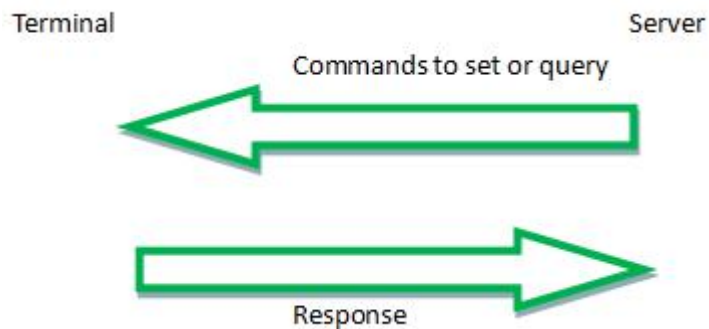 Terminal
Server
Commands to set or query
Response